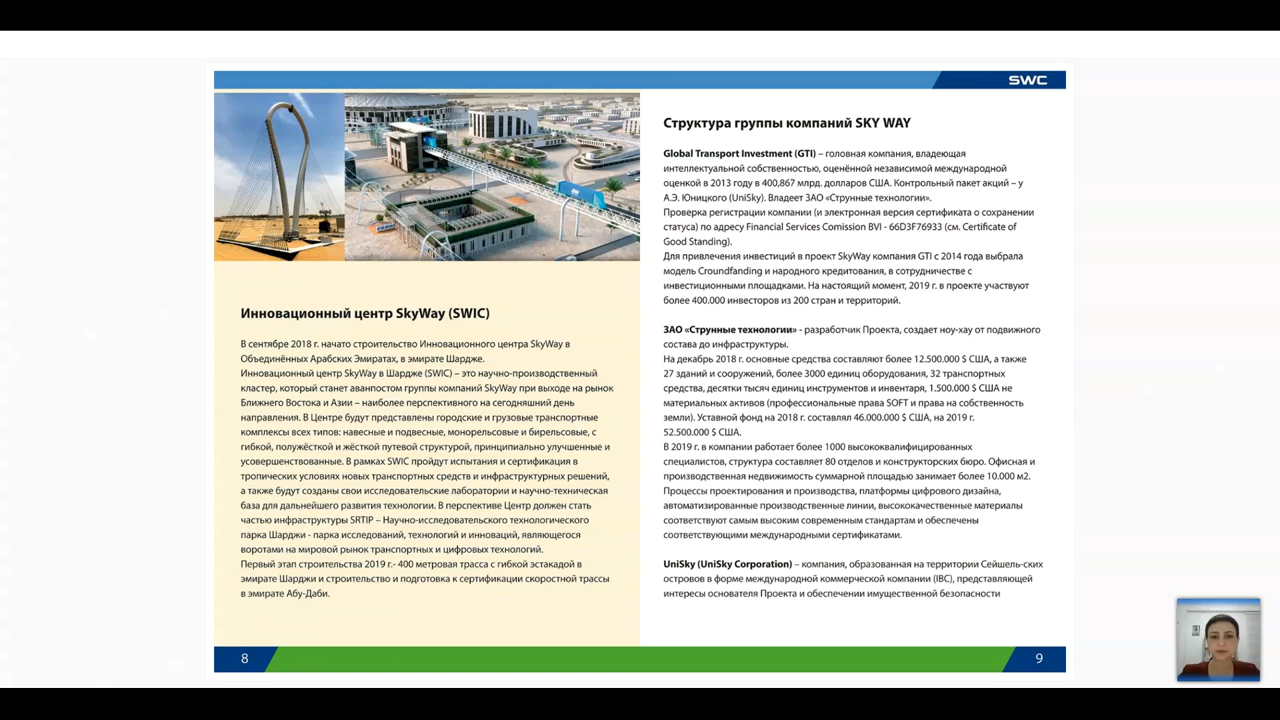 SWC
Инновационный центр SkyWay (SWIC)
В сентябре 2018 г. начато строительство Инновационного центра SkyWay в
Объединённых Арабских Эмиратах, в эмирате Шардже.
Инновационный центр SkyWay в Шардже (SWIC) – это научно-производственный
кластер, который станет аванпостом группы компаний SkyWay при выходе на рынок
Ближнего Востока и Азии – наиболее перспективного на сегодняшний день
направления. В Центре будут представлены городские и грузовые транспортные
комплексы всех типов: навесные и подвесные, монорельсовые и бирельсовые, с
гибкой, полужёсткой и жёсткой путевой структурой, принципиально улучшенные и
усовершенствованные. В рамках SWIC пройдут испытания и сертификация в
тропических условиях новых транспортных средств и инфраструктурных решений,
а также будут созданы свои исследовательские лаборатории и научно-техническая
база для дальнейшего развития технологии. В перспективе Центр должен стать
частью инфраструктуры SRTIP – Научно-исследовательского технологического
парка Шарджи - парка исследований, технологий и инноваций, являющегося
воротами на мировой рынок транспортных и цифровых технологий.
Первый этап строительства 2019 г.- 400 метровая трасса с гибкой эстакадой в
эмирате Шарджи и строительство и подготовка к сертификации скоростной трассы
в эмирате Абу-Даби.
8
Структура группы компаний SKY WAY
Global Transport Investment (GTI) – головная компания, владеющая
интеллектуальной собственностью, оценённой независимой международной
оценкой в 2013 году в 400,867 млрд. долларов США. Контрольный пакет акций – у
А.Э. Юницкого (UniSky). Владеет ЗАО «Струнные технологии».
Проверка регистрации компании (и электронная версия сертификата о сохранении
статуса) по адресу Financial Services Comission BVI - 66D3F76933 (см. Certificate of
Good Standing).
Для привлечения инвестиций в проект SkyWay компания GTI с 2014 года выбрала
модель Croundfanding и народного кредитования, в сотрудничестве с
инвестиционными площадками. На настоящий момент, 2019 г. в проекте участвуют
более 400.000 инвесторов из 200 стран и территорий.
ЗАО «Струнные технологии» - разработчик Проекта, создает ноу-хау от подвижного
состава до инфраструктуры.
На декабрь 2018 г. основные средства составляют более 12.500.000 $ США, а также
27 зданий и сооружений, более 3000 единиц оборудования, 32 транспортных
средства, десятки тысяч единиц инструментов и инвентаря, 1.500.000 $ США не
материальных активов (профессиональные права SOFT и права на собственность
земли). Уставной фонд на 2018 г. составлял 46.000.000 $ США, на 2019 г.
52.500.000 $ США.
В 2019 г. в компании работает более 1000 высококвалифицированных
специалистов, структура составляет 80 отделов и конструкторских бюро. Офисная и
производственная недвижимость суммарной площадью занимает более 10.000 м2.
Процессы проектирования и производства, платформы цифрового дизайна,
автоматизированные производственные линии, высококачественные материалы
соответствуют самым высоким современным стандартам и обеспечены
соответствующими международными сертификатами.
UniSky (UniSky Corporation) – компания, образованная на территории Сейшель-ских
островов в форме международной коммерческой компании (IBC), представляющей
интересы основателя Проекта и обеспечении имущественной безопасности
9